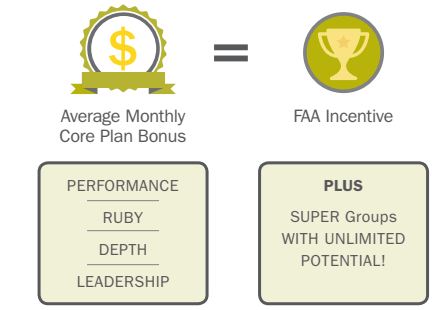 $
=
Average Monthly
Core Plan Bonus
FAA Incentive
PERFORMANCE
RUBY
DEPTH
LEADERSHIP
PLUS
SUPER Groups
WITH UNLIMITED
POTENTIAL!